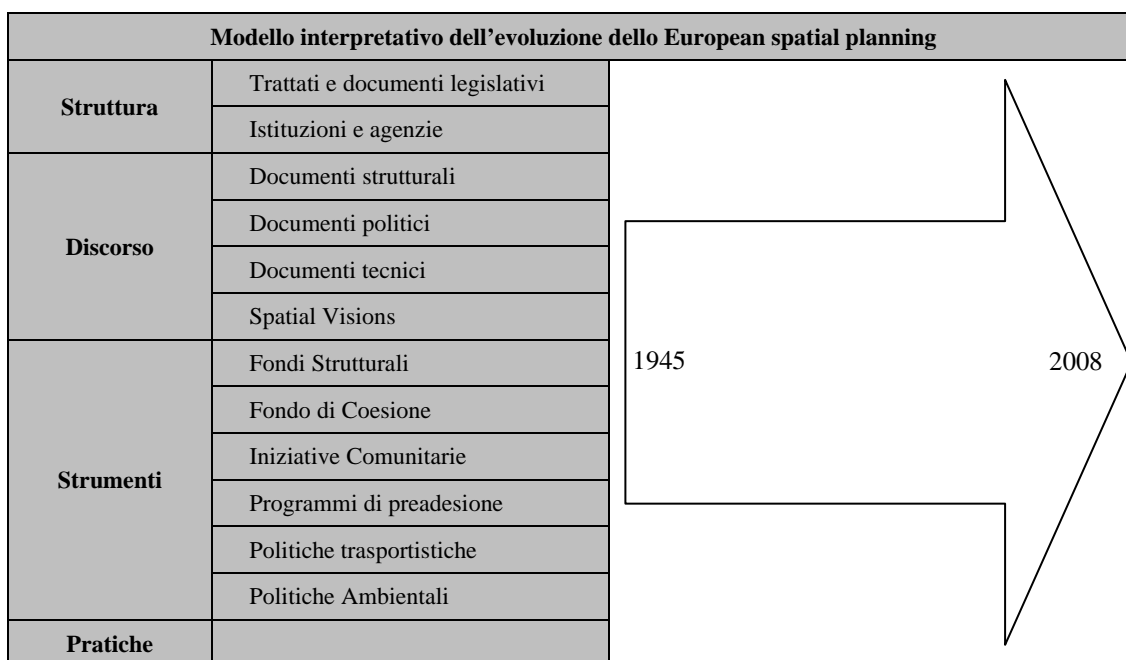 Modello interpretativo dell’evoluzione dello European spatial planning
Struttura
Trattati e documenti legislativi
Istituzioni e agenzie
Discorso
Documenti strutturali
Documenti politici
Documenti tecnici
Spatial Visions
Strumenti
Fondi Strutturali
Fondo di Coesione
Iniziative Comunitarie
Programmi di preadesione
Politiche trasportistiche
Politiche Ambientali
Pratiche
1945
2008